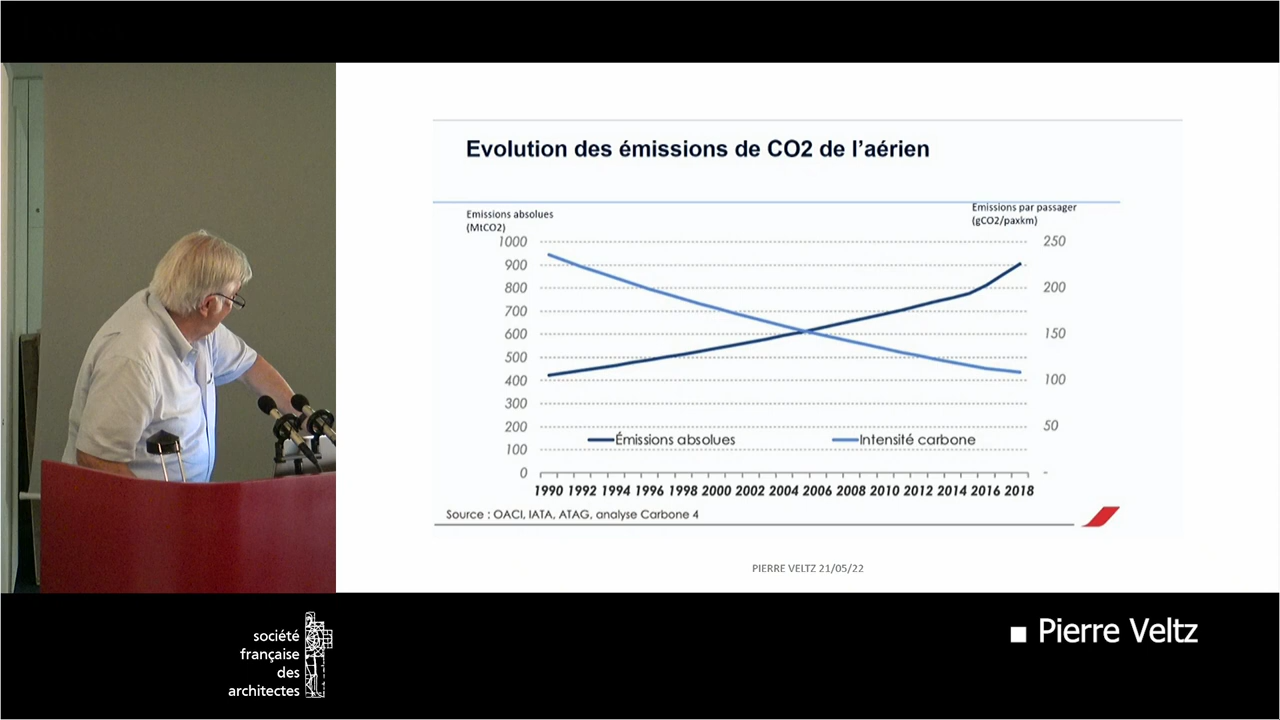 Evolution des émissions de CO2 de l’aérien
Emissions absolues
(MtCO2)
Emissions par passager
(gCO2/paxkm)
1000
900
800
700
600
500
400
300
200
100
0
250
200
150
100
50
-
Émissions absolues
Intensité carbone
1990 1992 1994 1996 1998 2000 2002 2004 2006 2008 2010 2012 2014 2016 2018
Source : OACI, IATA, ATAG, analyse Carbone 4
PIERRE VELTZ 21/05/22
société
française
des
architectes
Pierre Veltz